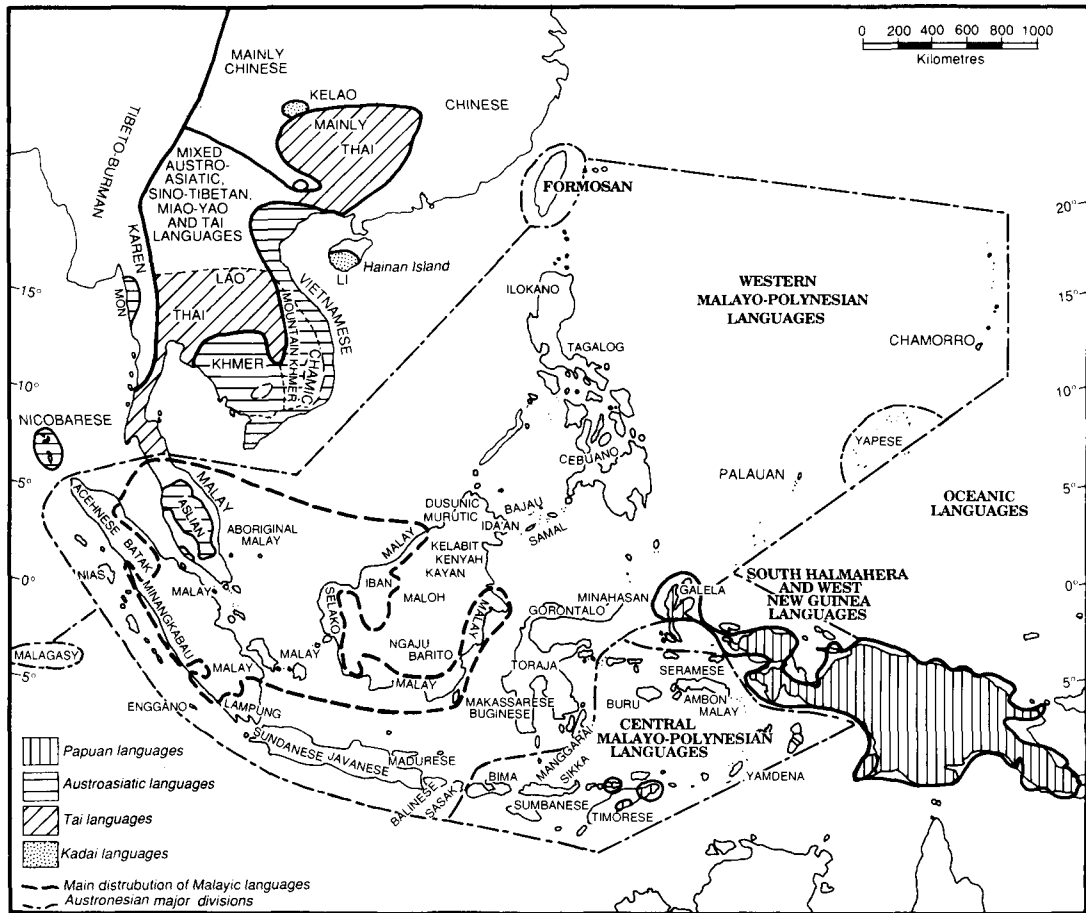 0 200 400 600 800 1000
Kilometres
MAINLY
CHINESE
KELAO
CHINESE
MAINLY
THAI
TIBETO-BURMAN
MIXED
AUSTRO-
ASIATIC,
SINO-TIBETAN,
MIAO-YAO
AND TAI
LANGUAGES
FORMOSAN
20°
KAREN
Hainan Island
LI
LAO
VIETNAMESE
15°
MON
THAI
MOUNTAIN KHMER
CHAMIC
KHMER
ILOKANO
WESTERN
MALAYO-POLYNESIAN
LANGUAGES
15°
CHAMORRO
TAGALOG
10°
10°
NICOBARESE
YAPESE
CEBUANO
PALAUAN
5°
5°
OCEANIC
LANGUAGES
ACEHNESE
MALAY
ASLIAN
ABORIGINAL
MALAY
DUSUNIC
MURUTIC
BAJAU
IDA'AN
SAMAL
BATAK
MALAY
KELABIT
KENYAH
KAYAN
NIAS
0°
MALAY
IBAN
MALOH
MINAHASAN
GALELA
0°
SOUTH HALMAHERA
AND WEST
NEW GUINEA
LANGUAGES
MINANGKABAU
SELAKO
MALAY
GORONTALO
MALAGASY
MALAY
MALAY
NGAJU
BARITO
TORAJA
SERAMESE
5°
5°
ENGGANO
LAMPUNG
MALAY
MAKASSARESE
BUGINESE
BURU
AMBON
MALAY
CENTRAL
MALAYO-POLYNESIAN
LANGUAGES
SUNDANESE
JAVANESE
MADURESE
BALINESE
SASAK
BIMA
MANGGARAI
SIKKA
SUMBANESE
TIMORESE
YAMDENA
Papuan languages
Austroasiatic languages
Tai languages
Kadai languages
Main distrubution of Malayic languages
Austronesian major divisions